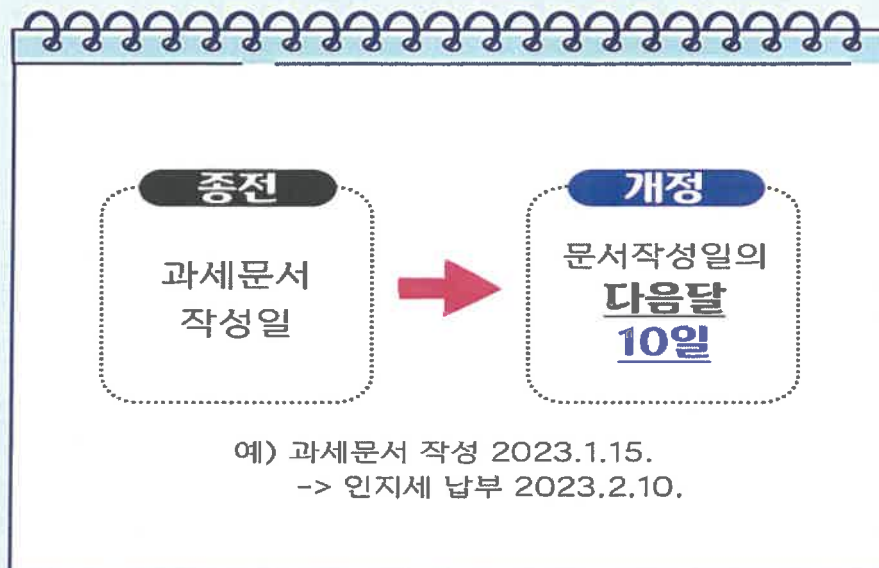 종전
과세문서
작성일
개정
문서작성일의
다음달
10일
예) 과세문서 작성 2023.1.15.
-> 인지세 납부 2023.2.10.